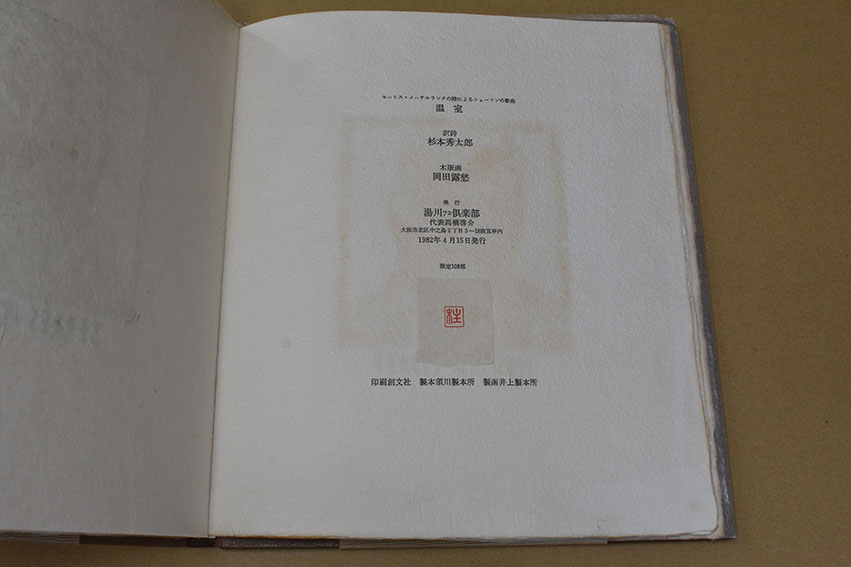 モーリス・メーテルランクの詩によるショーソンの歌曲
温室
訳詩
杉本秀太郎
木版画
岡田露愁
発行
湯川73倶楽部
代表高橋啓介
1982年4月15日発行
限定108部
印刷創文社 製本須川製本所 製函井上製本所